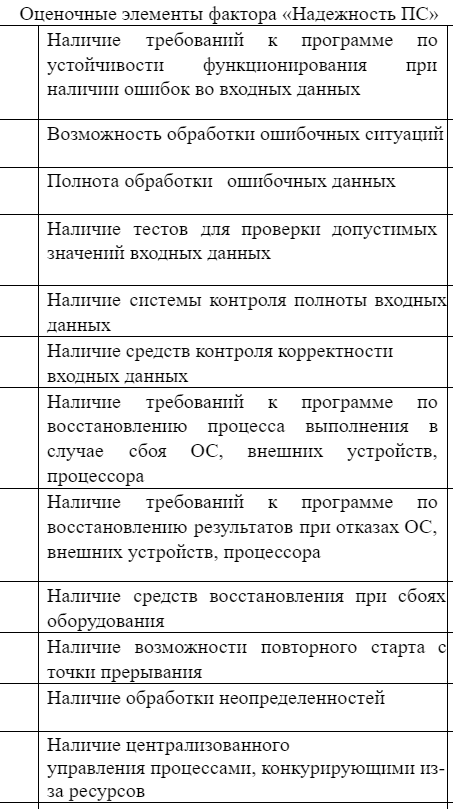 Оценочные элементы фактора «Надежность ПС»
Наличие требований к программе по
устойчивости функционирования при
наличии ошибок во входных данных
Возможность обработки ошибочных ситуаций
Полнота обработки ошибочных данных
Наличие тестов для проверки допустимых
значений входных данных
Наличие системы контроля полноты входных
данных
Наличие средств контроля корректности
входных данных
Наличие требований к программе по
восстановлению процесса выполнения в
случае сбоя ОС, внешних устройств,
процессора
Наличие требований к программе по
восстановлению результатов при отказах ОС,
внешних устройств, процессора
Наличие средств восстановления при сбоях
оборудования
Наличие возможности повторного старта с
точки прерывания
Наличие обработки неопределенностей
Наличие централизованного
управления процессами, конкурирующими из-
за ресурсов